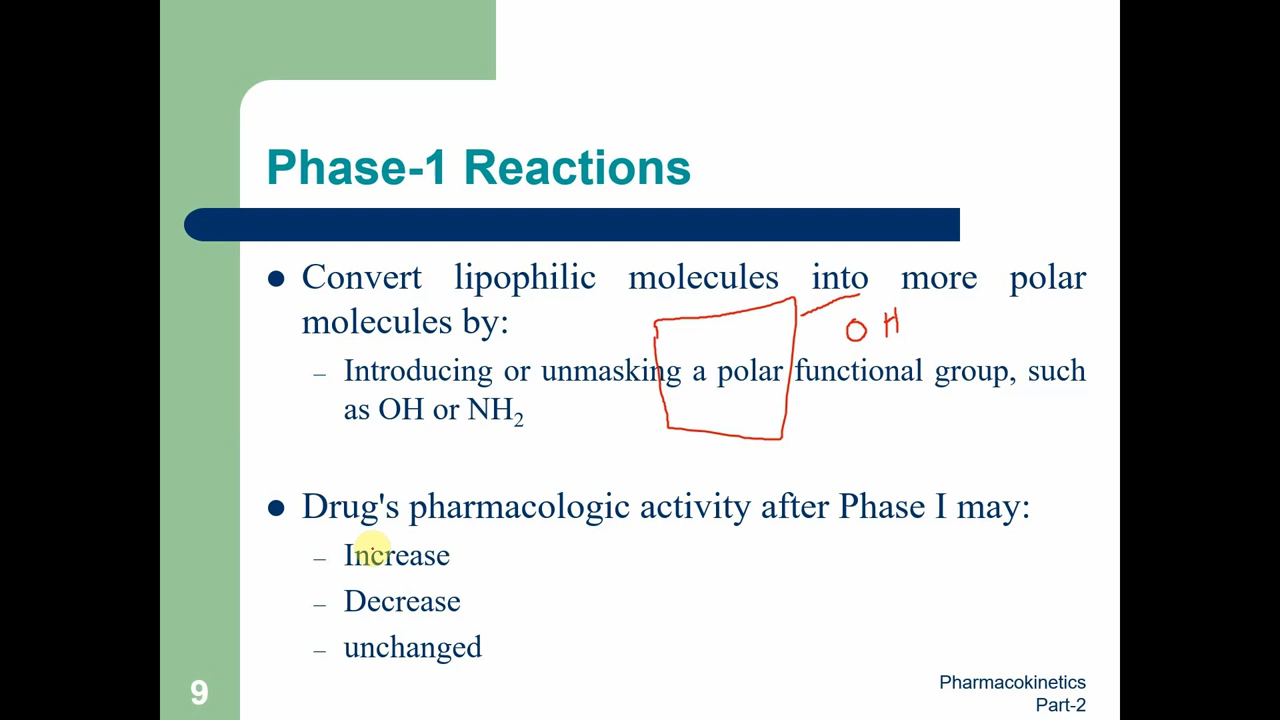 Phase-1 Reactions
● Convert lipophilic molecules into more polar
molecules by:
– Introducing or unmasking a polar functional group, such
as OH or NH₂
OH
● Drug's pharmacologic activity after Phase I may:
– Increase
– Decrease
– unchanged
9
Pharmacokinetics
Part-2